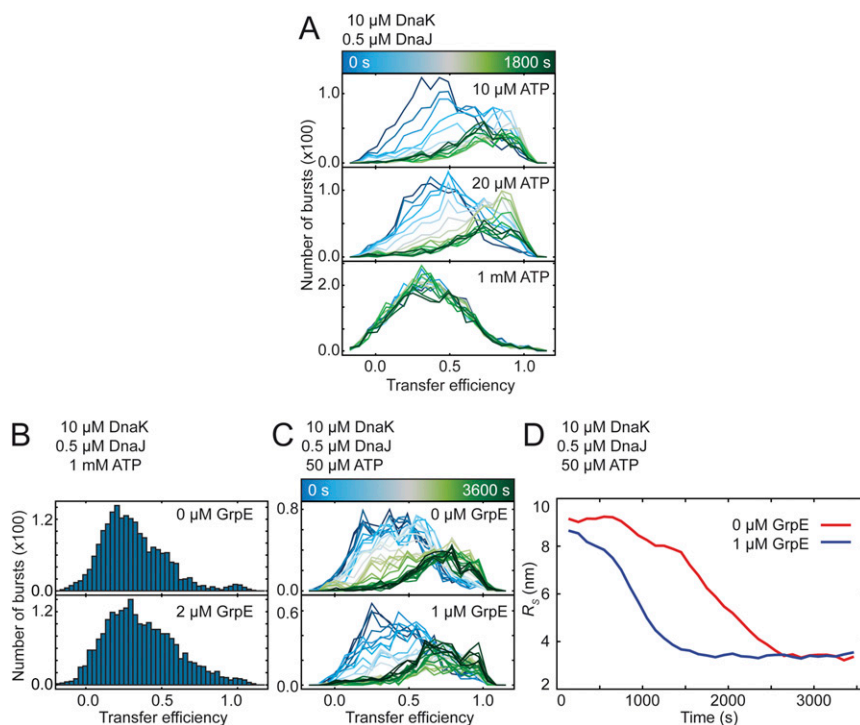 A
10 µM DnaK
0.5 µM DnaJ
0 s
1800 s
10 µM ATP
1.0
0.0
20 µM ATP
1.0
0.0
1 mM ATP
2.0
0.0
Number of bursts (x100)
0.0
0.5
1.0
Transfer efficiency
B
10 µM DnaK
0.5 µM DnaJ
1 mM ATP
0 µM GrpE
1.2
0.0
2 µM GrpE
1.2
0.0
Number of bursts (x100)
0.0
0.5
1.0
Transfer efficiency
C
10 µM DnaK
0.5 µM DnaJ
50 µM ATP
0 s
3600 s
0 µM GrpE
0.8
0.0
1 µM GrpE
0.6
0.0
0.0
0.5
1.0
Transfer efficiency
D
10 µM DnaK
0.5 µM DnaJ
50 µM ATP
10
8
6
4
2
Rs (nm)
0 µM GrpE
1 µM GrpE
0
1000
2000
3000
Time (s)